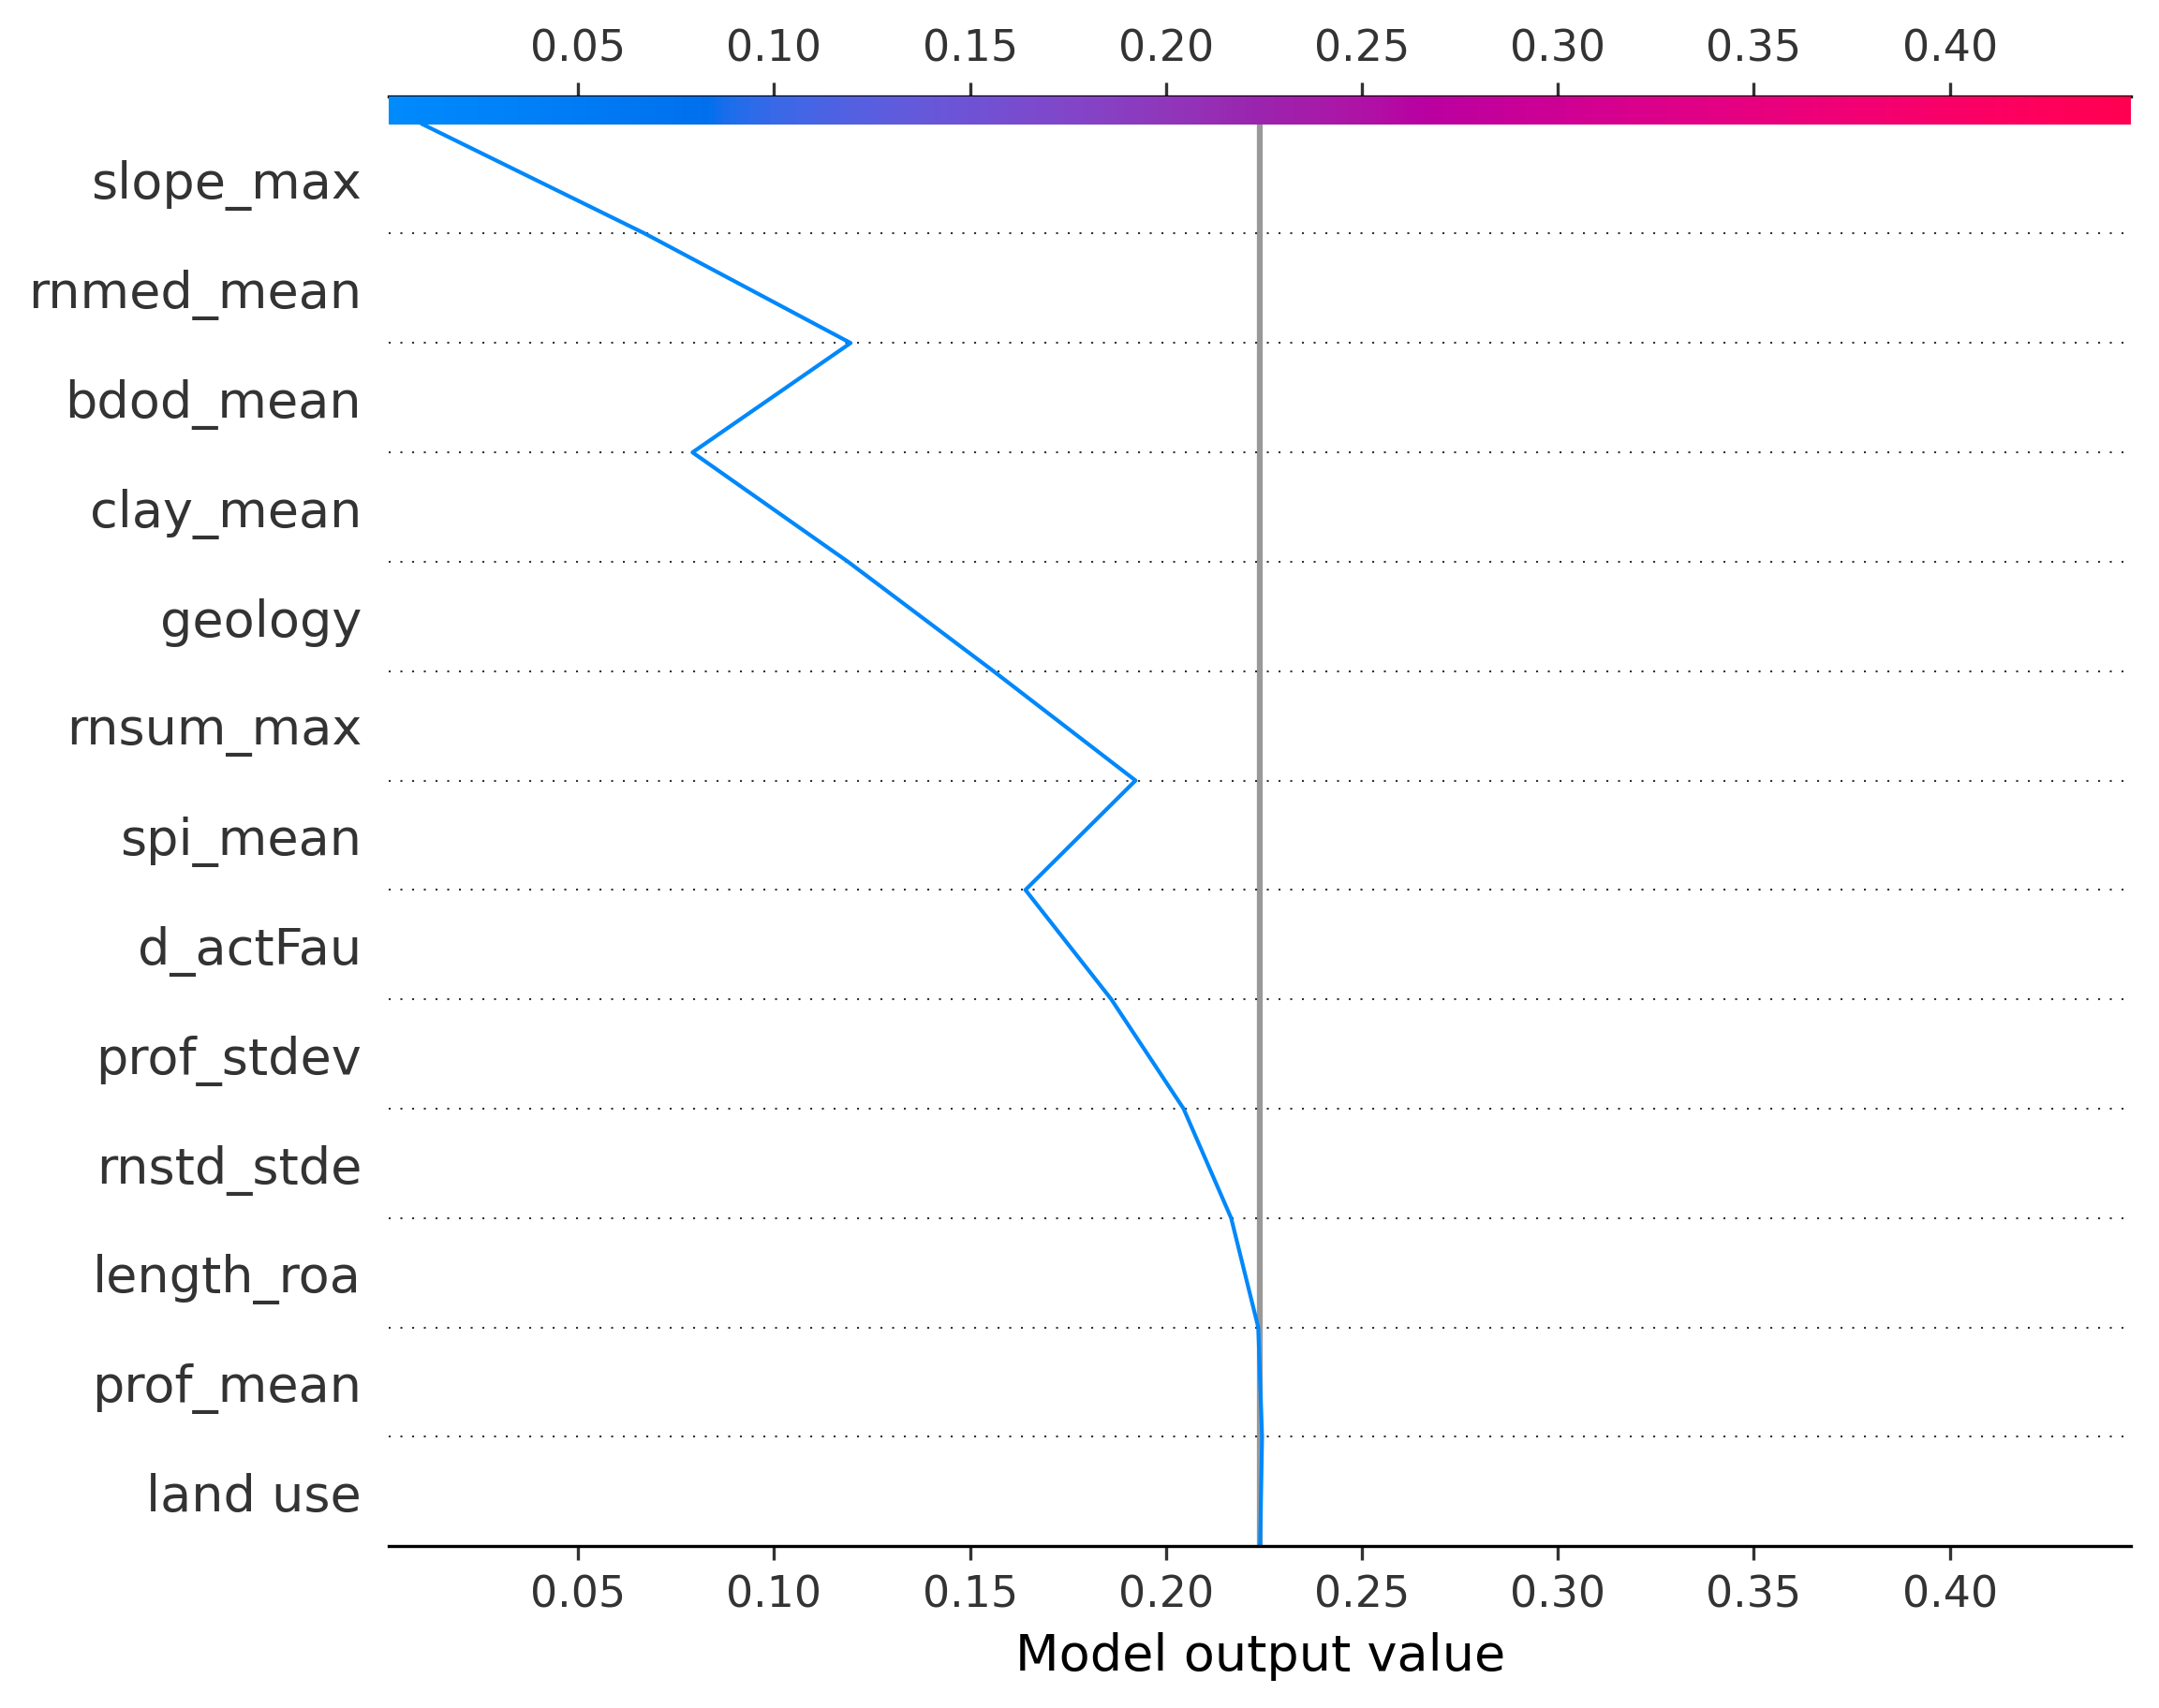 0.05 0.10 0.15 0.20 0.25 0.30 0.35 0.40
slope_max
rnmed_mean
bdod_mean
clay_mean
geology
rnsum_max
spi_mean
d_actFau
prof_stdev
rnstd_stde
length_roa
prof_mean
land use
0.05 0.10 0.15 0.20 0.25 0.30 0.35 0.40
Model output value